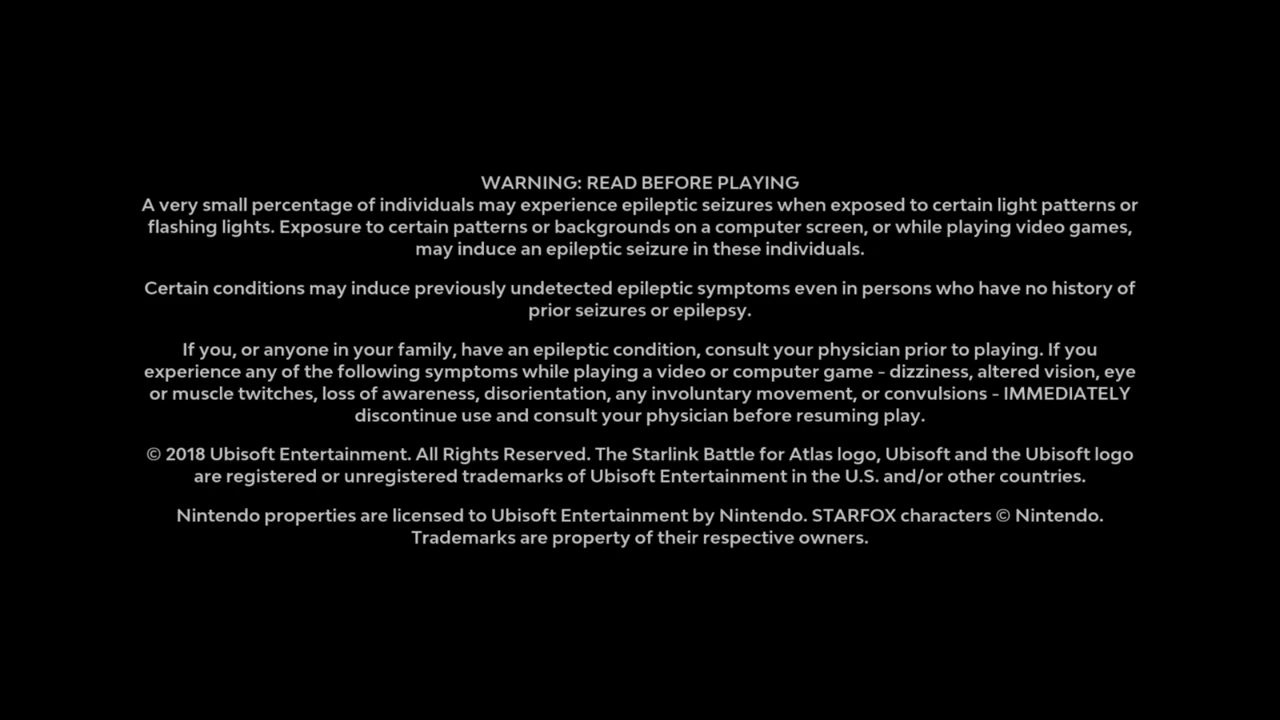 WARNING: READ BEFORE PLAYING
A very small percentage of individuals may experience epileptic seizures when exposed to certain light patterns or
flashing lights. Exposure to certain patterns or backgrounds on a computer screen, or while playing video games,
may induce an epileptic seizure in these individuals.
Certain conditions may induce previously undetected epileptic symptoms even in persons who have no history of
prior seizures or epilepsy.
If you, or anyone in your family, have an epileptic condition, consult your physician prior to playing. If you
experience any of the following symptoms while playing a video or computer game - dizziness, altered vision, eye
or muscle twitches, loss of awareness, disorientation, any involuntary movement, or convulsions - IMMEDIATELY
discontinue use and consult your physician before resuming play.
© 2018 Ubisoft Entertainment. All Rights Reserved. The Starlink Battle for Atlas logo, Ubisoft and the Ubisoft logo
are registered or unregistered trademarks of Ubisoft Entertainment in the U.S. and/or other countries.
Nintendo properties are licensed to Ubisoft Entertainment by Nintendo. STARFOX characters © Nintendo.
Trademarks are property of their respective owners.